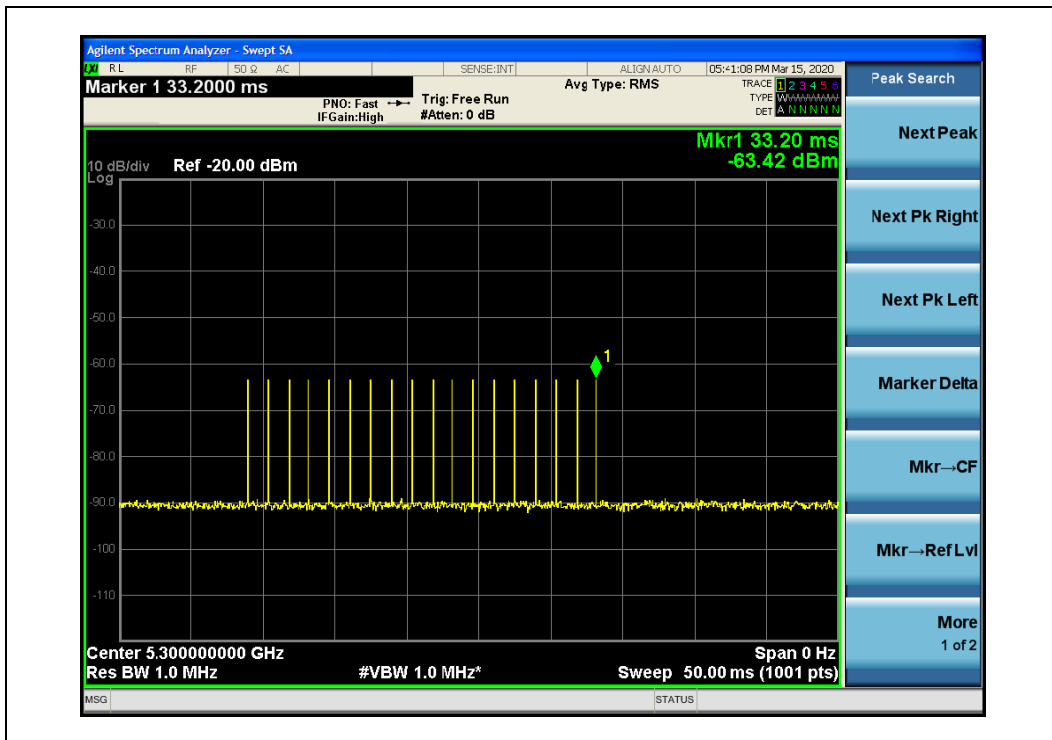 Agilent Spectrum Analyzer - Swept SA
LXI RL RF 50 Ω AC SENSE:INT ALIGN AUTO 05:41:08 PM Mar 15, 2020
Marker 1 33.2000 ms
PNO: Fast
IFGain:High
Trig: Free Run
#Atten: 0 dB
Avg Type: RMS
TRACE 1 2 3 4 5 6
TYPE WWWWWW
DET A N N N N N
Mkr1 33.20 ms
-63.42 dBm
10 dB/div
Log
Ref -20.00 dBm
-30.0
-40.0
-50.0
-60.0
-70.0
-80.0
-90.0
-100
-110
1
Center 5.300000000 GHz
Span 0 Hz
Res BW 1.0 MHz
#VBW 1.0 MHz*
Sweep 50.00 ms (1001 pts)
MSG
STATUS
Peak Search
Next Peak
Next Pk Right
Next Pk Left
Marker Delta
Mkr→CF
Mkr→Ref Lvl
More
1 of 2